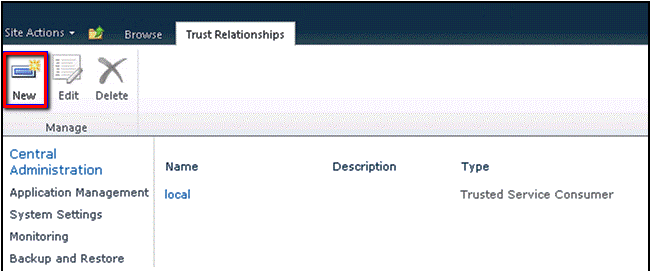 Site Actions Browse Trust Relationships
New Edit Delete
Manage
Central
Administration
Name Description Type
Application Management
local Trusted Service Consumer
System Settings
Monitoring
Backup and Restore